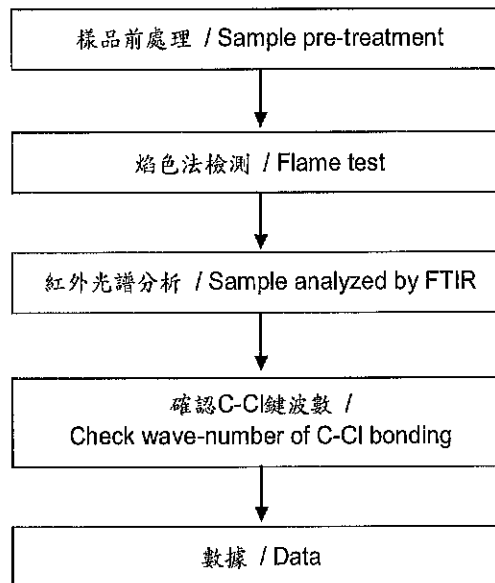 樣品前處理 / Sample pre-treatment
焰色法檢測 / Flame test
紅外光譜分析 / Sample analyzed by FTIR
確認C-Cl鍵波數 /
Check wave-number of C-Cl bonding
數據 / Data